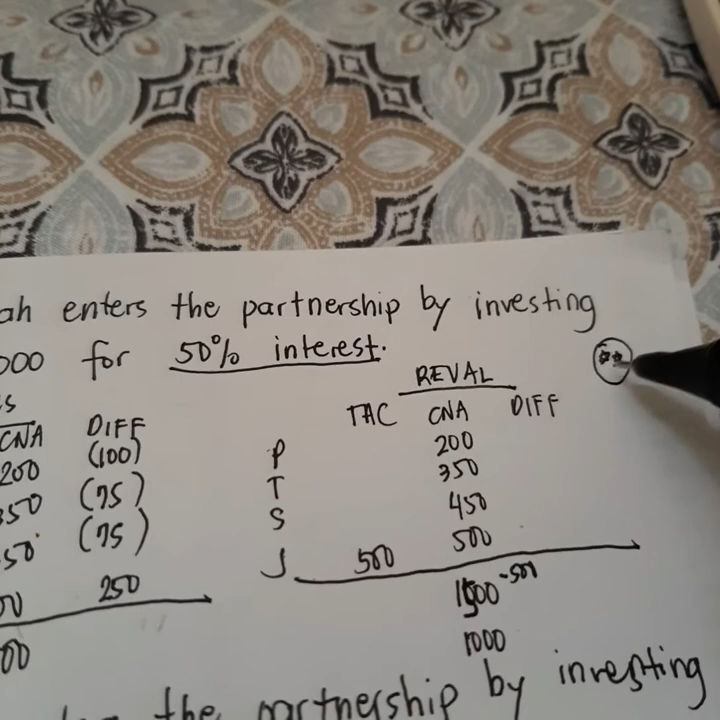 ah enters the partnership by investing
000 for 50% interest.
REVAL
CNA DIFF TAC CNA DIFF
200 (100) P 200
350 (75) T 350
50 (75) S 450
250 J 500 500
00 1500 -500
1000
the partnership by investing